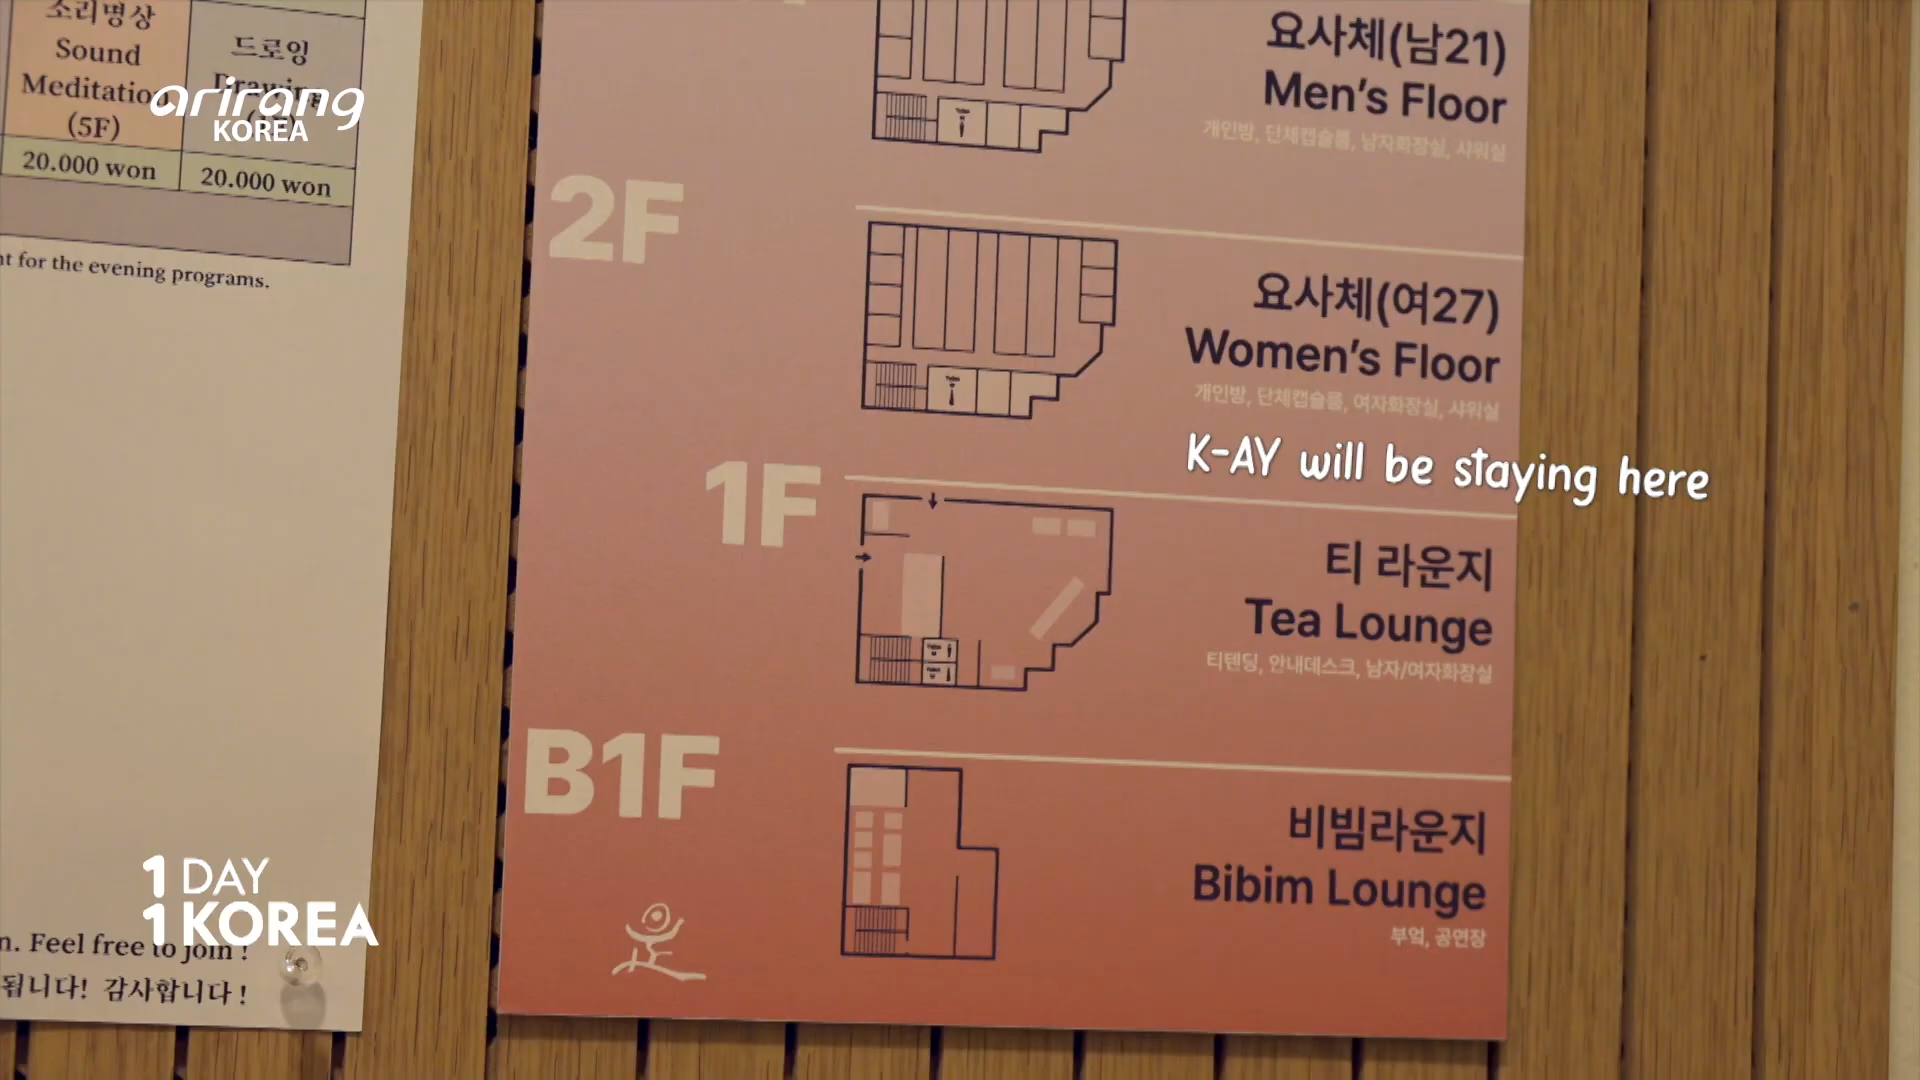 소리명상
Sound
Meditation
(5F)
20.000 won
드로잉
Drawing
20.000 won
for the evening programs.
arirang
KOREA
요사체(남21)
Men's Floor
개인방, 단체캡슐룸, 남자화장실, 샤워실
2F
요사체(여27)
Women's Floor
개인방, 단체캡슐룸, 여자화장실, 샤워실
K-AY will be staying here
1F
티 라운지
Tea Lounge
티텐딩, 안내데스크, 남자/여자화장실
B1F
비빔라운지
Bibim Lounge
부엌, 공연장
1 DAY
1 KOREA
Feel free to join !
됩니다! 감사합니다!